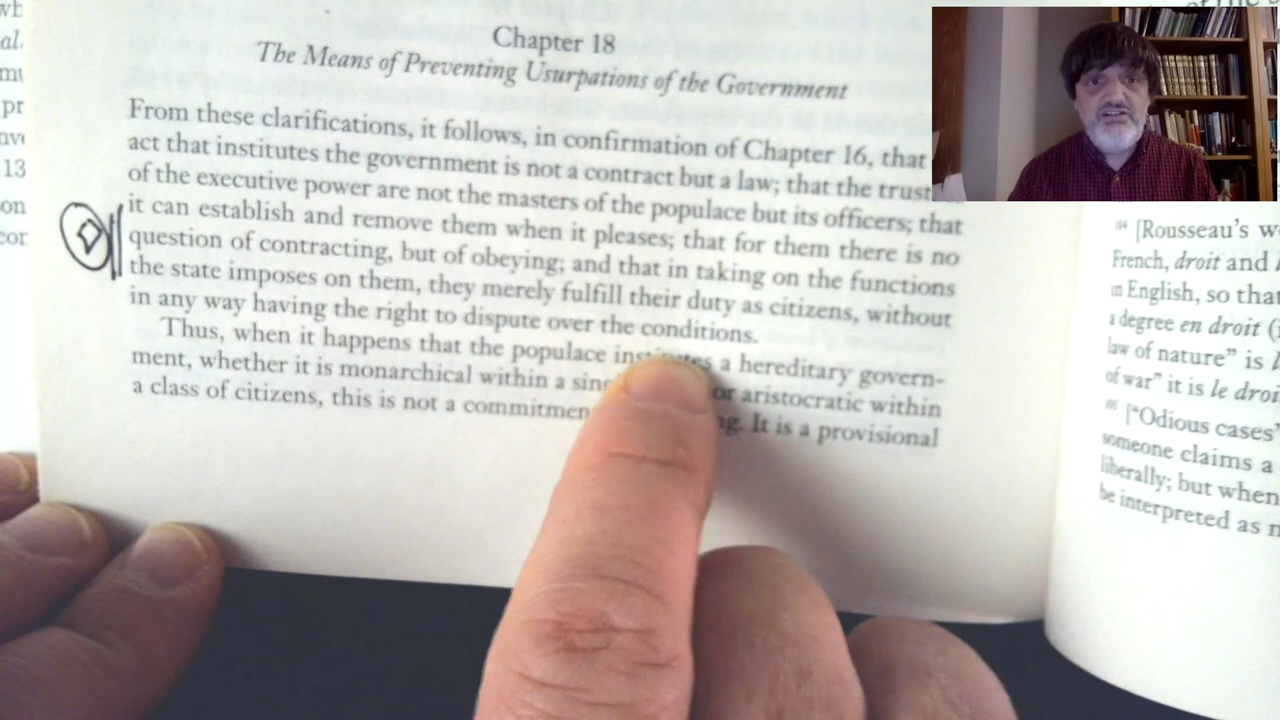 wh
al.
mu
pr
13
on
Chapter 18
The Means of Preventing Usurpations of the Government
From these clarifications, it follows, in confirmation of Chapter 16, that
act that institutes the government is not a contract but a law; that the
of the executive power are not the masters of the populace but its officers; that
it can establish and remove them when it pleases; that for them there is no
question of contracting, but of obeying; and that in taking on the functions
the state imposes on them, they merely fulfill their duty as citizens, without
in any way having the right to dispute over the conditions.
Thus, when it happens that the populace institutes a hereditary govern-
ment, whether it is monarchical within a or aristocratic within
a class of citizens, this is not a It is a provisional
[Rousseau's
French, droit and
in English, so that
a degree en droit
law of nature" is
of war" it is le
["Odious cases"
someone claims a
liberally; but when
be interpreted as